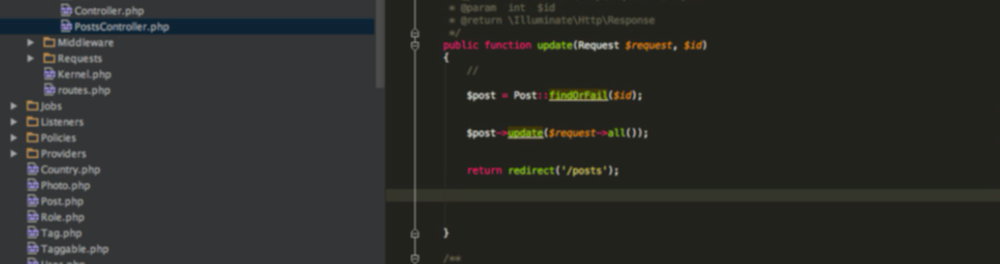 Controller.php
PostsController.php
Middleware
Requests
Kernel.php
routes.php
Jobs
Listeners
Policies
Providers
Country.php
Photo.php
Post.php
Role.php
Tag.php
Taggable.php
User.php
* @param int $id
* @return \Illuminate\Http\Response
*/
public function update(Request $request, $id)
{
//
$post = Post::findOrFail($id);
$post->update($request->all());
return redirect('/posts');
}
/**